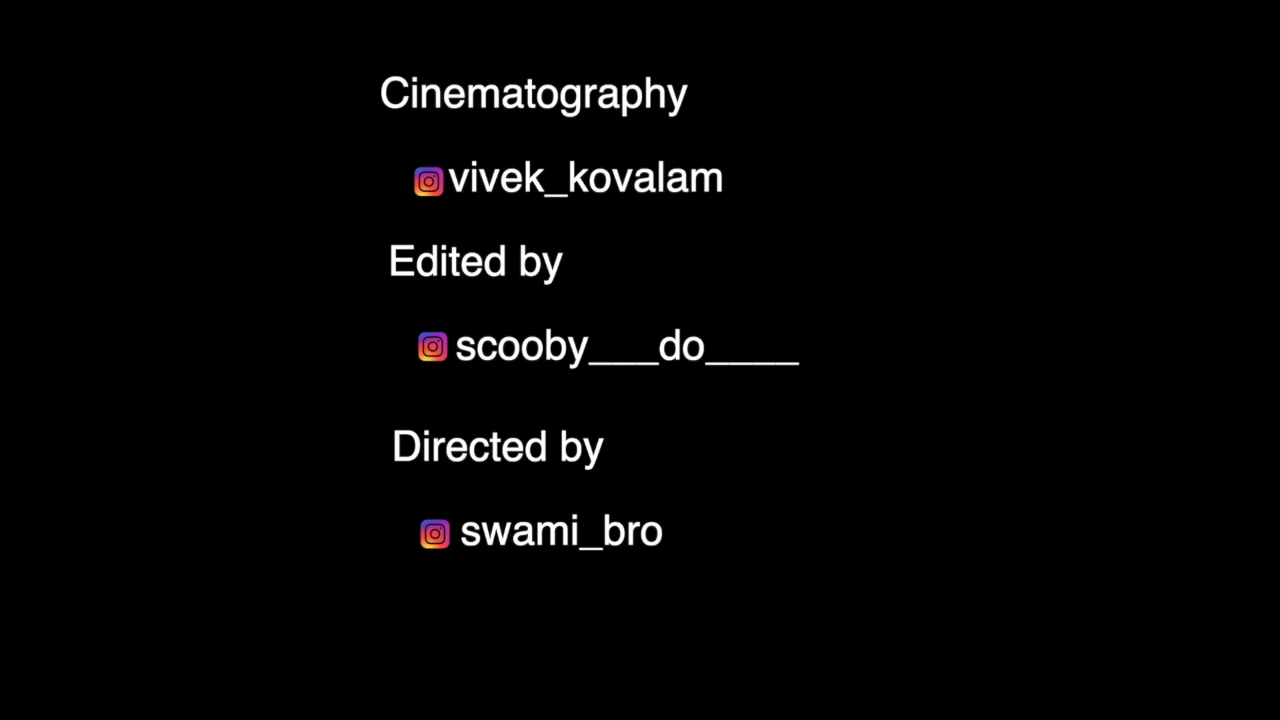 Cinematography
vivek_kovalam
Edited by
scooby___do____
Directed by
swami_bro